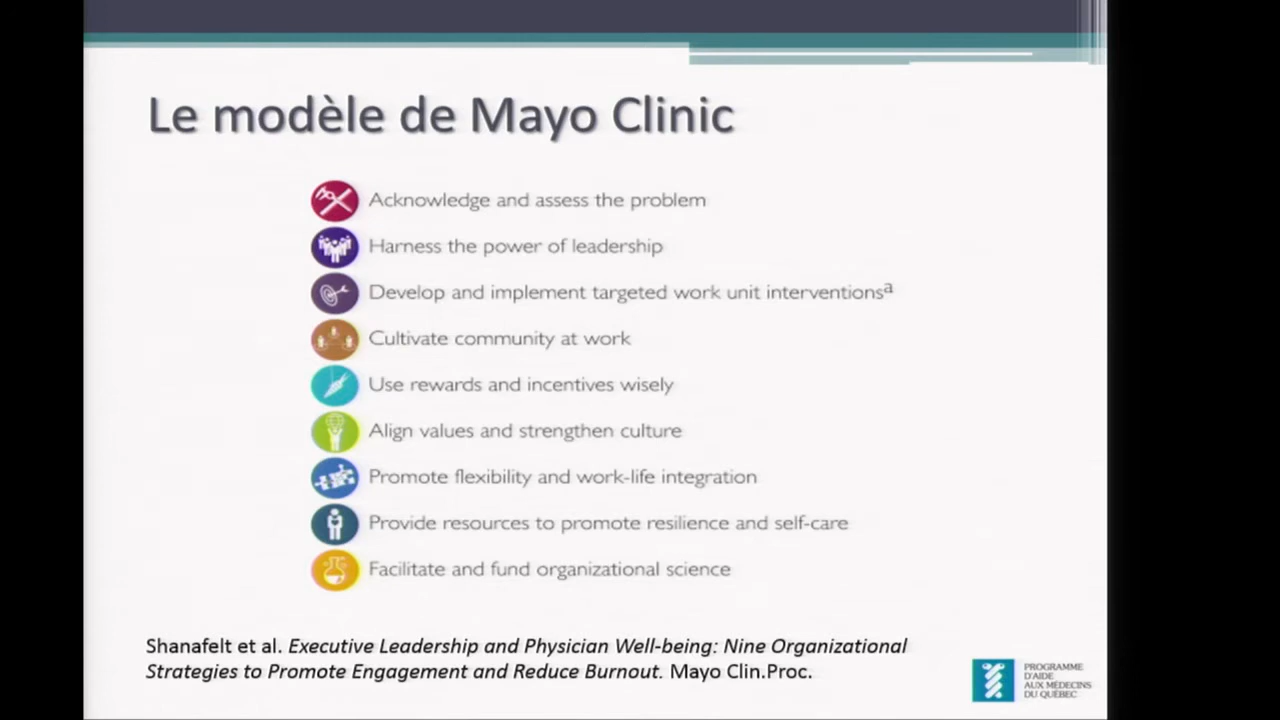 Le modèle de Mayo Clinic
Acknowledge and assess the problem
Harness the power of leadership
Develop and implement targeted work unit interventionsª
Cultivate community at work
Use rewards and incentives wisely
Align values and strengthen culture
Promote flexibility and work-life integration
Provide resources to promote resilience and self-care
Facilitate and fund organizational science
Shanafelt et al. Executive Leadership and Physician Well-being: Nine Organizational
Strategies to Promote Engagement and Reduce Burnout. Mayo Clin.Proc.
PROGRAMME
D'AIDE
AUX MÉDECINS
DU QUÉBEC